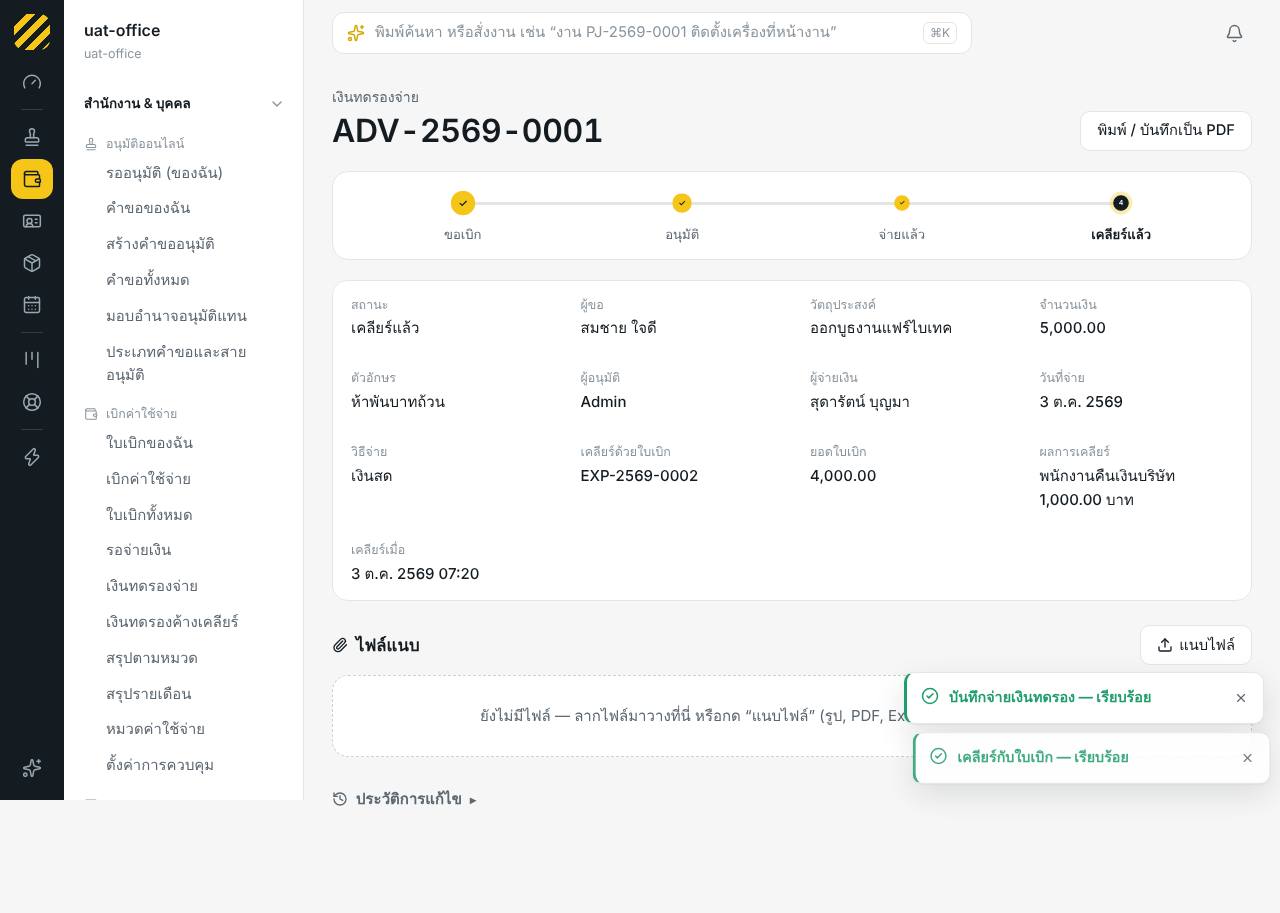 uat-office
uat-office
สำนักงาน & บุคคล
อนุมัติออนไลน์
รออนุมัติ (ของฉัน)
คำขอของฉัน
สร้างคำขออนุมัติ
คำขอทั้งหมด
มอบอำนาจอนุมัติแทน
ประเภทคำขอและสาย
อนุมัติ
เบิกค่าใช้จ่าย
ใบเบิกของฉัน
เบิกค่าใช้จ่าย
ใบเบิกทั้งหมด
รอจ่ายเงิน
เงินทดรองจ่าย
เงินทดรองค้างเคลียร์
สรุปตามหมวด
สรุปรายเดือน
หมวดค่าใช้จ่าย
ตั้งค่าการควบคุม
พิมพ์ค้นหา หรือสั่งงาน เช่น “งาน PJ-2569-0001 ติดตั้งเครื่องที่หน้างาน” ⌘K
เงินทดรองจ่าย
ADV-2569-0001
พิมพ์ / บันทึกเป็น PDF
4
ขอเบิก อนุมัติ จ่ายแล้ว เคลียร์แล้ว
สถานะ ผู้ขอ วัตถุประสงค์ จำนวนเงิน
เคลียร์แล้ว สมชาย ใจดี ออกบูธงานแฟร์ไบเทค 5,000.00
ตัวอักษร ผู้อนุมัติ ผู้จ่ายเงิน วันที่จ่าย
ห้าพันบาทถ้วน Admin สุดารัตน์ บุญมา 3 ต.ค. 2569
วิธีจ่าย เคลียร์ด้วยใบเบิก ยอดใบเบิก ผลการเคลียร์
เงินสด EXP-2569-0002 4,000.00 พนักงานคืนเงินบริษัท
1,000.00 บาท
เคลียร์เมื่อ
3 ต.ค. 2569 07:20
ไฟล์แนบ
แนบไฟล์
ยังไม่มีไฟล์ — ลากไฟล์มาวางที่นี่ หรือกด “แนบไฟล์” (รูป, PDF, Ex
บันทึกจ่ายเงินทดรอง — เรียบร้อย
เคลียร์กับใบเบิก — เรียบร้อย
ประวัติการแก้ไข ▸